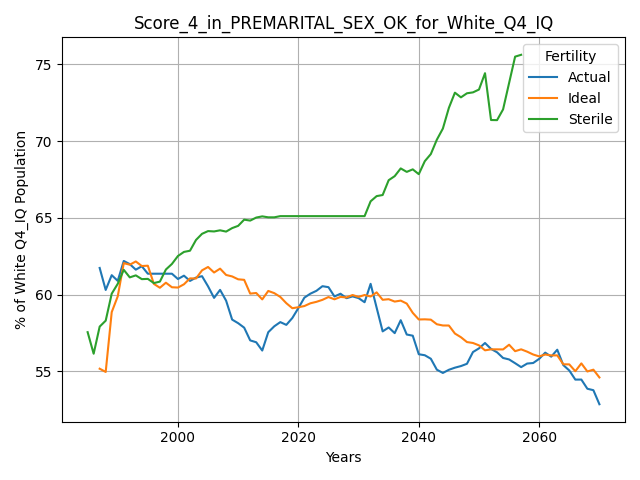 Score_4_in_PREMARITAL_SEX_OK_for_White_Q4_IQ
% of White Q4_IQ Population
75
70
65
60
55
Fertility
Actual
Ideal
Sterile
2000
2020
2040
2060
Years